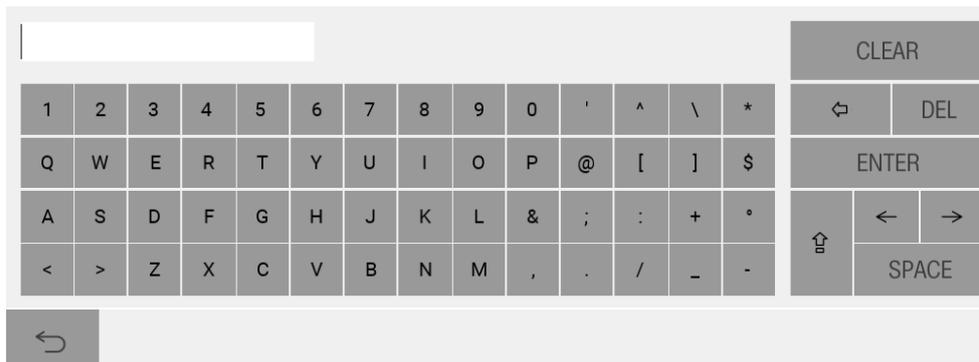 CLEAR
1 2 3 4 5 6 7 8 9 0 ' ^ \ * DEL
Q W E R T Y U I O P @ [ ] $ ENTER
A S D F G H J K L & ; : + °
< > Z X C V B N M , . / _ - SPACE